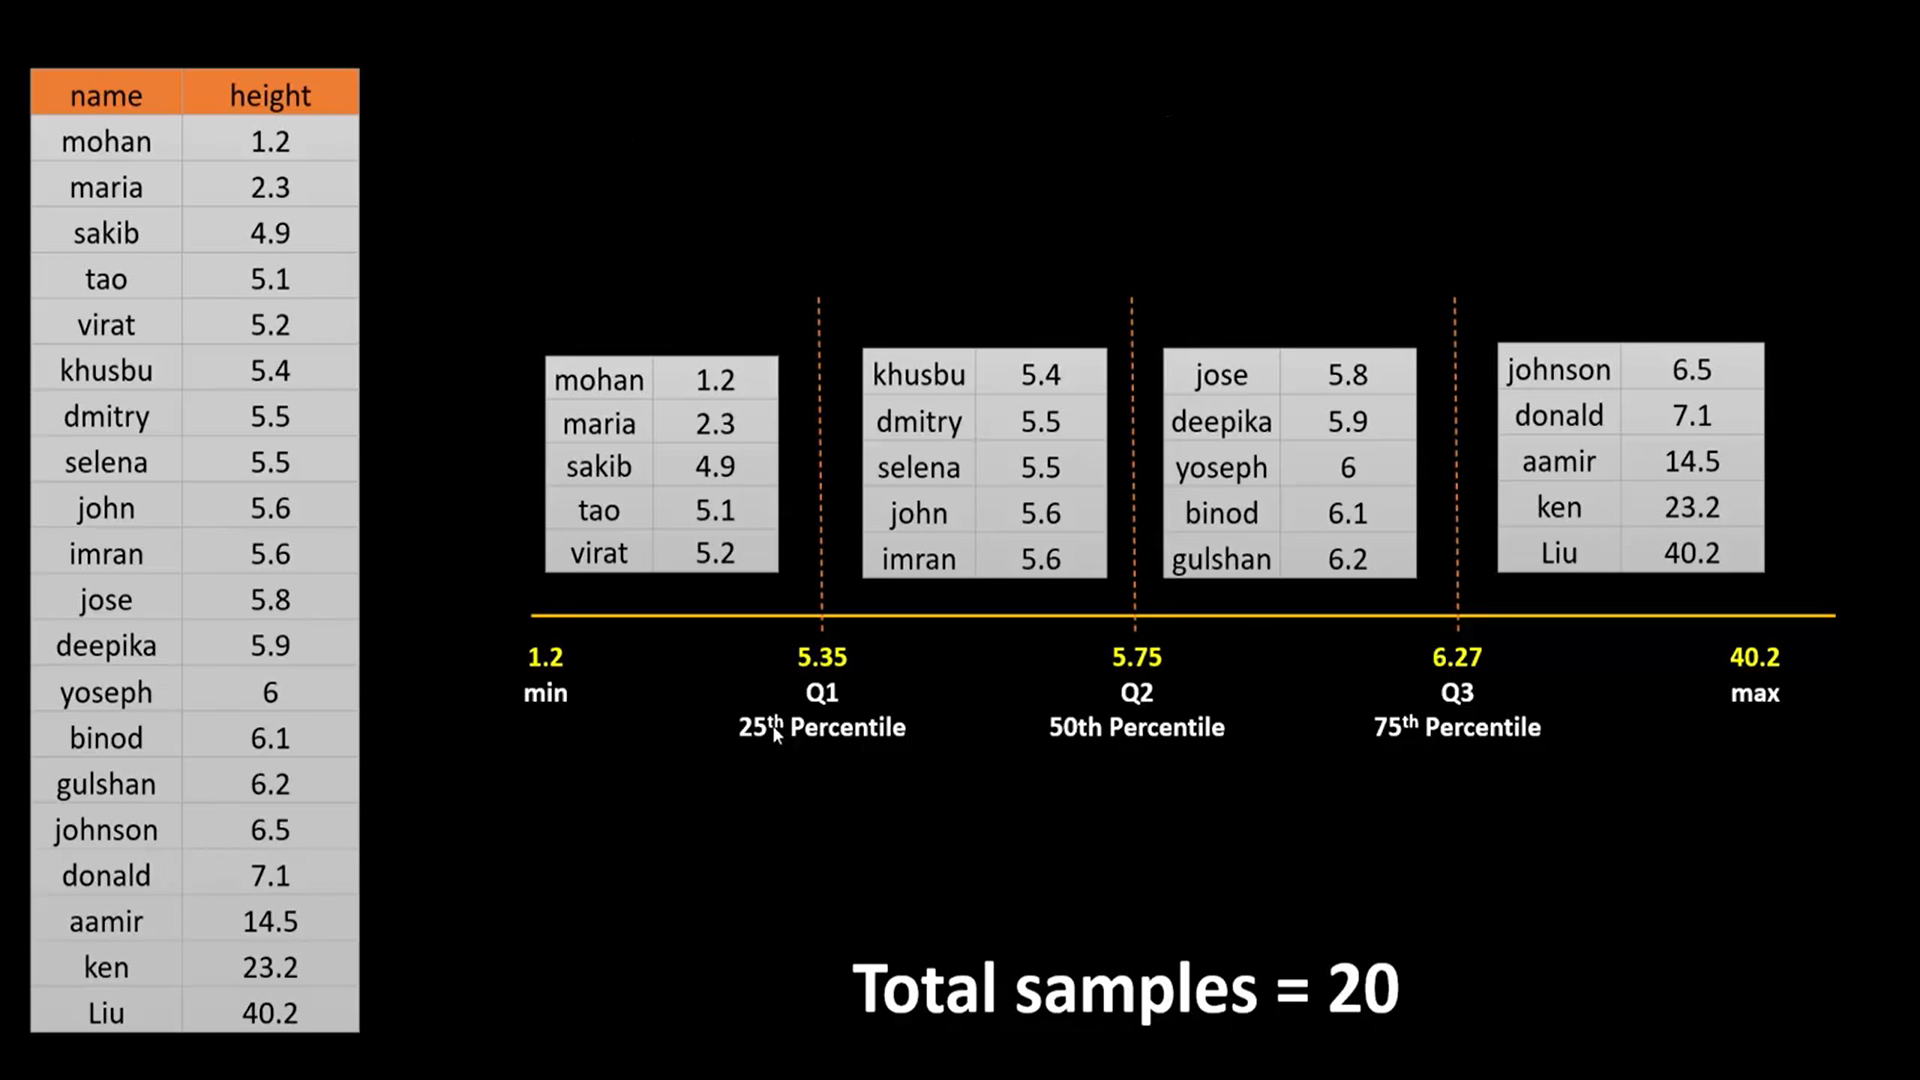 name height
mohan 1.2
maria 2.3
sakib 4.9
tao 5.1
virat 5.2
khusbu 5.4
dmitry 5.5
selena 5.5
john 5.6
imran 5.6
jose 5.8
deepika 5.9
yoseph 6
binod 6.1
gulshan 6.2
johnson 6.5
donald 7.1
aamir 14.5
ken 23.2
Liu 40.2
mohan 1.2
maria 2.3
sakib 4.9
tao 5.1
virat 5.2
khusbu 5.4
dmitry 5.5
selena 5.5
john 5.6
imran 5.6
jose 5.8
deepika 5.9
yoseph 6
binod 6.1
gulshan 6.2
johnson 6.5
donald 7.1
aamir 14.5
ken 23.2
Liu 40.2
1.2
min
5.35
Q1
25th Percentile
5.75
Q2
50th Percentile
6.27
Q3
75th Percentile
40.2
max
Total samples = 20